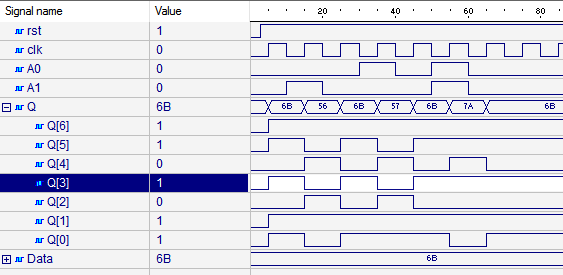 Signal name Value 20 40 60 80
rst 1
clk 0
A0 0
A1 0
Q 6B 6B 56 6B 57 6B 7A 6B
Q[6] 1
Q[5] 1
Q[4] 0
Q[3] 1
Q[2] 0
Q[1] 1
Q[0] 1
Data 6B 6B